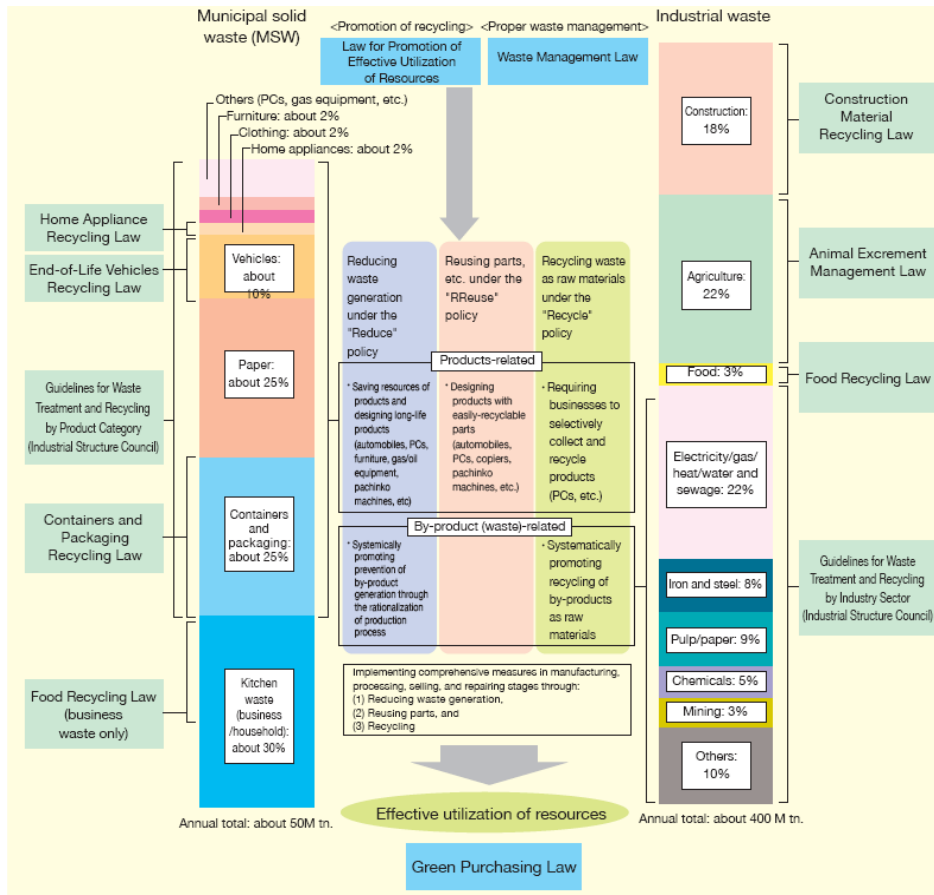 Municipal solid
waste (MSW)
<Promotion of recycling>
Law for Promotion of
Effective Utilization
of Resources
<Proper waste management>
Waste Management Law
Industrial waste
Others (PCs, gas equipment, etc.)
Furniture: about 2%
Clothing: about 2%
Home appliances: about 2%
Home Appliance
Recycling Law
End-of-Life Vehicles
Recycling Law
Guidelines for Waste
Treatment and Recycling
by Product Category
(Industrial Structure Council)
Containers and
Packaging
Recycling Law
Food Recycling Law
(business
waste only)
Vehicles:
about
10%
Paper:
about 25%
Containers
and
packaging:
about 25%
Kitchen
waste
(business
/household):
about 30%
Annual total: about 50M tn.
Reducing
waste
generation
under the
"Reduce"
policy
Reusing parts,
etc. under the
"RReuse"
policy
Recycling waste
as raw materials
under the
"Recycle"
policy
Products-related
· Saving resources of
products and
designing long-life
products
(automobiles, PCs,
furniture, gas/oil
equipment,
pachinko
machines, etc)
· Designing
products with
easily-recyclable
parts
(automobiles,
PCs, copiers,
pachinko
machines, etc.)
· Requiring
businesses to
selectively
collect and
recycle
products
(PCs, etc.)
By-product (waste)-related
· Systemically
promoting
prevention of
by-product
generation through
the rationalization
of production
process
· Systematically
promoting
recycling of
by-products
as raw
materials
Implementing comprehensive measures in manufacturing,
processing, selling, and repairing stages through:
(1) Reducing waste generation,
(2) Reusing parts, and
(3) Recycling
Effective utilization of resources
Green Purchasing Law
Construction:
18%
Agriculture:
22%
Food: 3%
Electricity/gas/
heat/water and
sewage: 22%
Iron and steel: 8%
Pulp/paper: 9%
Chemicals: 5%
Mining: 3%
Others:
10%
Annual total: about 400 M tn.
Construction
Material
Recycling Law
Animal Excrement
Management Law
Food Recycling Law
Guidelines for Waste
Treatment and Recycling
by Industry Sector
(Industrial Structure Council)